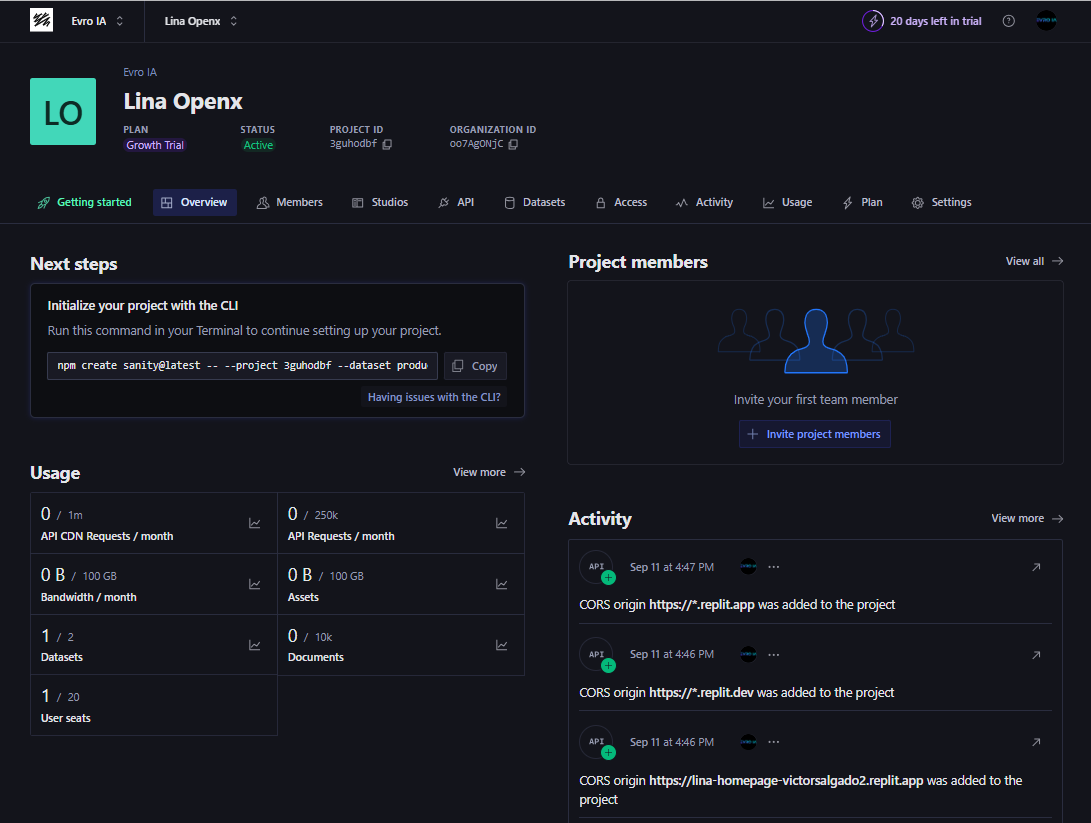 Evro IA
Lina Openx
20 days left in trial
LO
Evro IA
Lina Openx
PLAN
Growth Trial
STATUS
Active
PROJECT ID
3guhodbf
ORGANIZATION ID
oo7AgONjC
Getting started
Overview
Members
Studios
API
Datasets
Access
Activity
Usage
Plan
Settings
Next steps
Initialize your project with the CLI
Run this command in your Terminal to continue setting up your project.
npm create sanity@latest -- --project 3guhodbf --dataset produ
Copy
Having issues with the CLI?
Usage
View more
0 / 1m
API CDN Requests / month
0 / 250k
API Requests / month
0 B / 100 GB
Bandwidth / month
0 B / 100 GB
Assets
1 / 2
Datasets
0 / 10k
Documents
1 / 20
User seats
Project members
View all
Invite your first team member
Invite project members
Activity
View more
API
Sep 11 at 4:47 PM
CORS origin https://*.replit.app was added to the project
API
Sep 11 at 4:46 PM
CORS origin https://*.replit.dev was added to the project
API
Sep 11 at 4:46 PM
CORS origin https://lina-homepage-victorsalgado2.replit.app was added to the
project